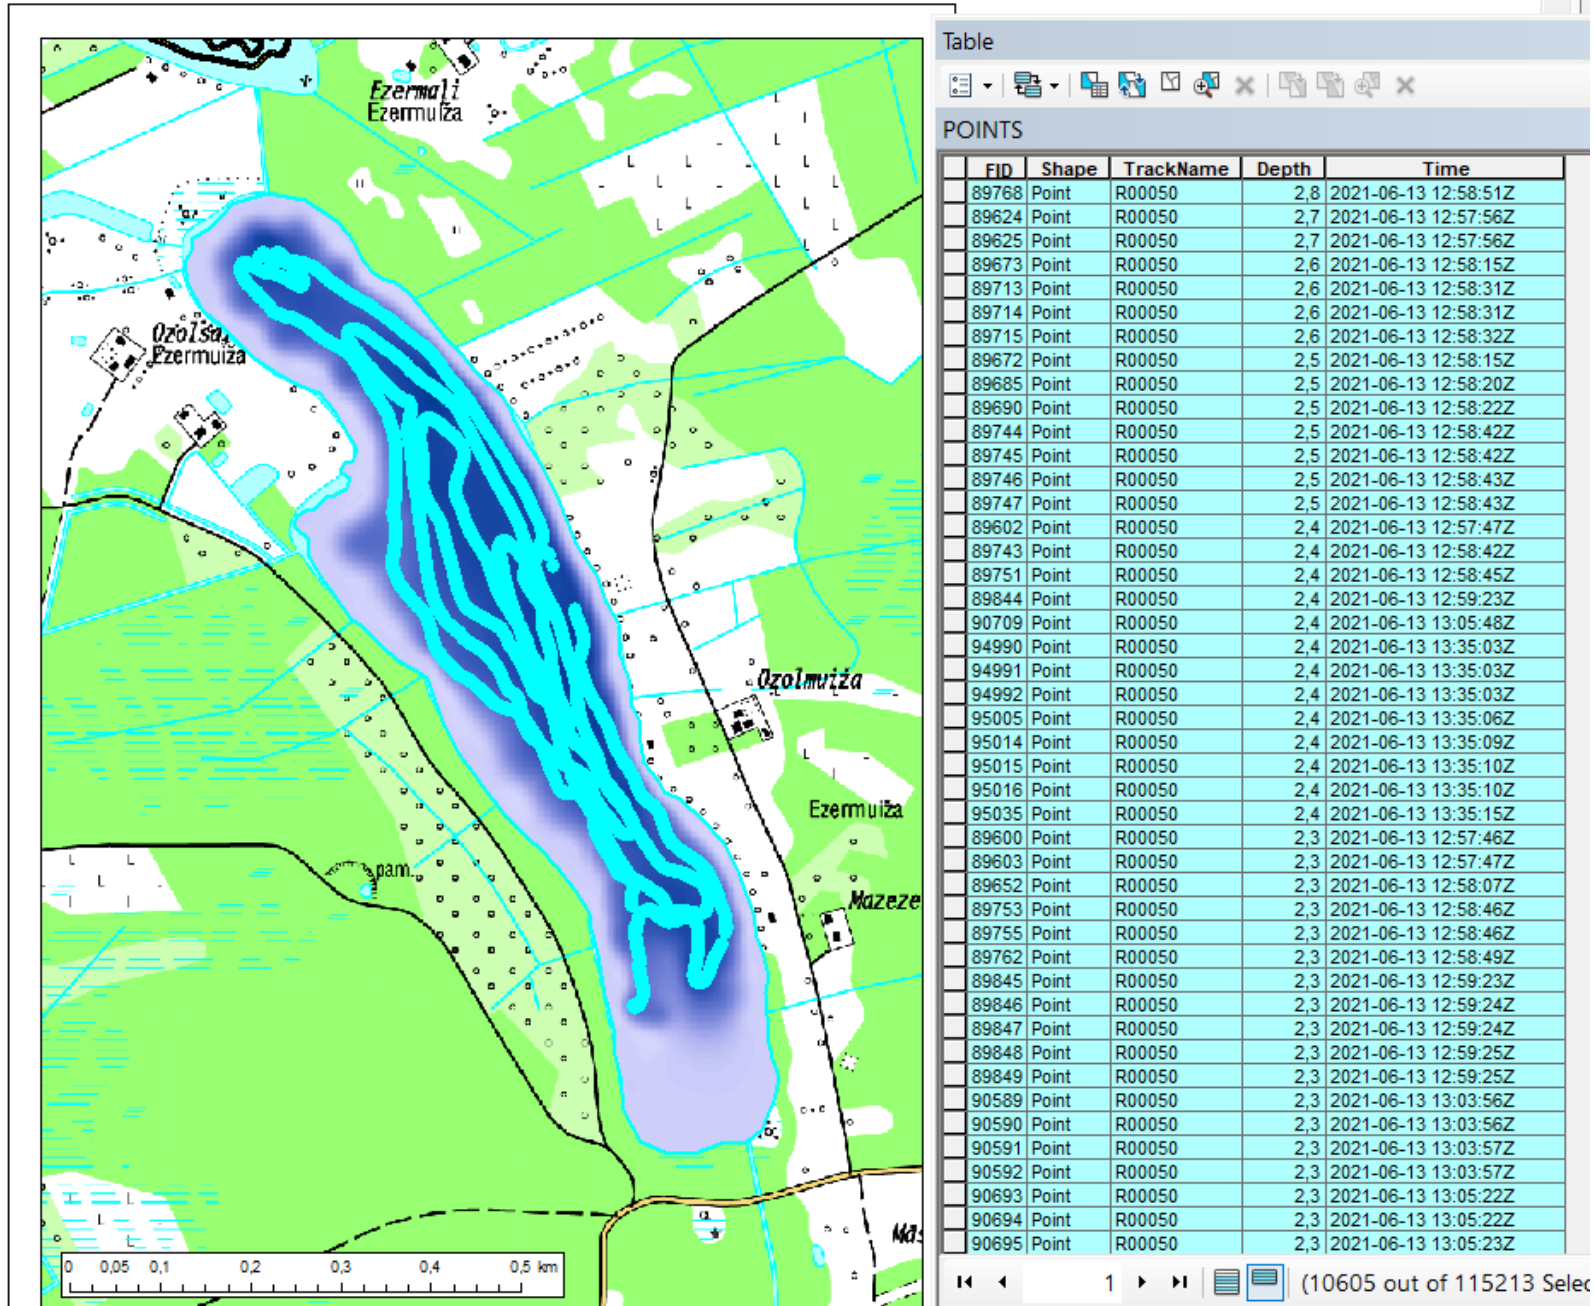 Ezermaļi
Ezermuiža
Ezermuiža
pam.
Ozolmuiža
Ezermuiža
Mazeze
0 0,05 0,1 0,2 0,3 0,4 0,5 km
Table
POINTS
FID Shape TrackName Depth Time
89768 Point R00050 2,8 2021-06-13 12:58:51Z
89624 Point R00050 2,7 2021-06-13 12:57:56Z
89625 Point R00050 2,7 2021-06-13 12:57:56Z
89673 Point R00050 2,6 2021-06-13 12:58:15Z
89713 Point R00050 2,6 2021-06-13 12:58:31Z
89714 Point R00050 2,6 2021-06-13 12:58:31Z
89715 Point R00050 2,6 2021-06-13 12:58:32Z
89672 Point R00050 2,5 2021-06-13 12:58:15Z
89685 Point R00050 2,5 2021-06-13 12:58:20Z
89690 Point R00050 2,5 2021-06-13 12:58:22Z
89744 Point R00050 2,5 2021-06-13 12:58:42Z
89745 Point R00050 2,5 2021-06-13 12:58:42Z
89746 Point R00050 2,5 2021-06-13 12:58:43Z
89747 Point R00050 2,5 2021-06-13 12:58:43Z
89602 Point R00050 2,4 2021-06-13 12:57:47Z
89743 Point R00050 2,4 2021-06-13 12:58:42Z
89751 Point R00050 2,4 2021-06-13 12:58:45Z
89844 Point R00050 2,4 2021-06-13 12:59:23Z
90709 Point R00050 2,4 2021-06-13 13:05:48Z
94990 Point R00050 2,4 2021-06-13 13:35:03Z
94991 Point R00050 2,4 2021-06-13 13:35:03Z
94992 Point R00050 2,4 2021-06-13 13:35:03Z
95005 Point R00050 2,4 2021-06-13 13:35:06Z
95014 Point R00050 2,4 2021-06-13 13:35:09Z
95015 Point R00050 2,4 2021-06-13 13:35:10Z
95016 Point R00050 2,4 2021-06-13 13:35:10Z
95035 Point R00050 2,4 2021-06-13 13:35:15Z
89600 Point R00050 2,3 2021-06-13 12:57:46Z
89603 Point R00050 2,3 2021-06-13 12:57:47Z
89652 Point R00050 2,3 2021-06-13 12:58:07Z
89753 Point R00050 2,3 2021-06-13 12:58:46Z
89755 Point R00050 2,3 2021-06-13 12:58:46Z
89762 Point R00050 2,3 2021-06-13 12:58:49Z
89845 Point R00050 2,3 2021-06-13 12:59:23Z
89846 Point R00050 2,3 2021-06-13 12:59:24Z
89847 Point R00050 2,3 2021-06-13 12:59:24Z
89848 Point R00050 2,3 2021-06-13 12:59:25Z
89849 Point R00050 2,3 2021-06-13 12:59:25Z
90589 Point R00050 2,3 2021-06-13 13:03:56Z
90590 Point R00050 2,3 2021-06-13 13:03:56Z
90591 Point R00050 2,3 2021-06-13 13:03:57Z
90592 Point R00050 2,3 2021-06-13 13:03:57Z
90693 Point R00050 2,3 2021-06-13 13:05:22Z
90694 Point R00050 2,3 2021-06-13 13:05:22Z
90695 Point R00050 2,3 2021-06-13 13:05:23Z
1 (10605 out of 115213 Selec